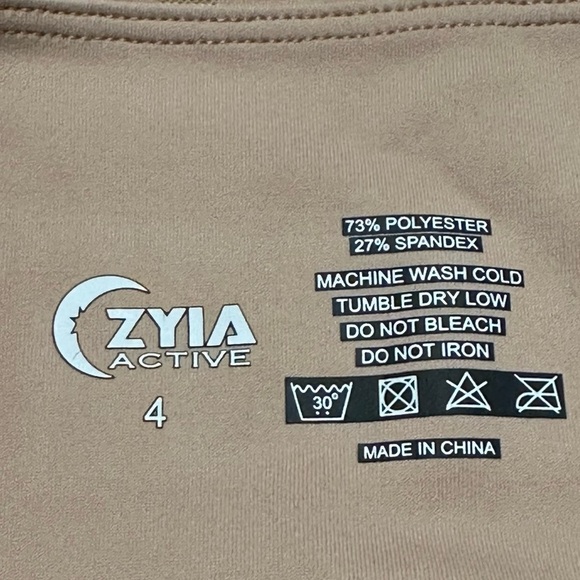 73% POLYESTER
27% SPANDEX
MACHINE WASH COLD
TUMBLE DRY LOW
DO NOT BLEACH
DO NOT IRON
30°
MADE IN CHINA
ZYIA
ACTIVE
4